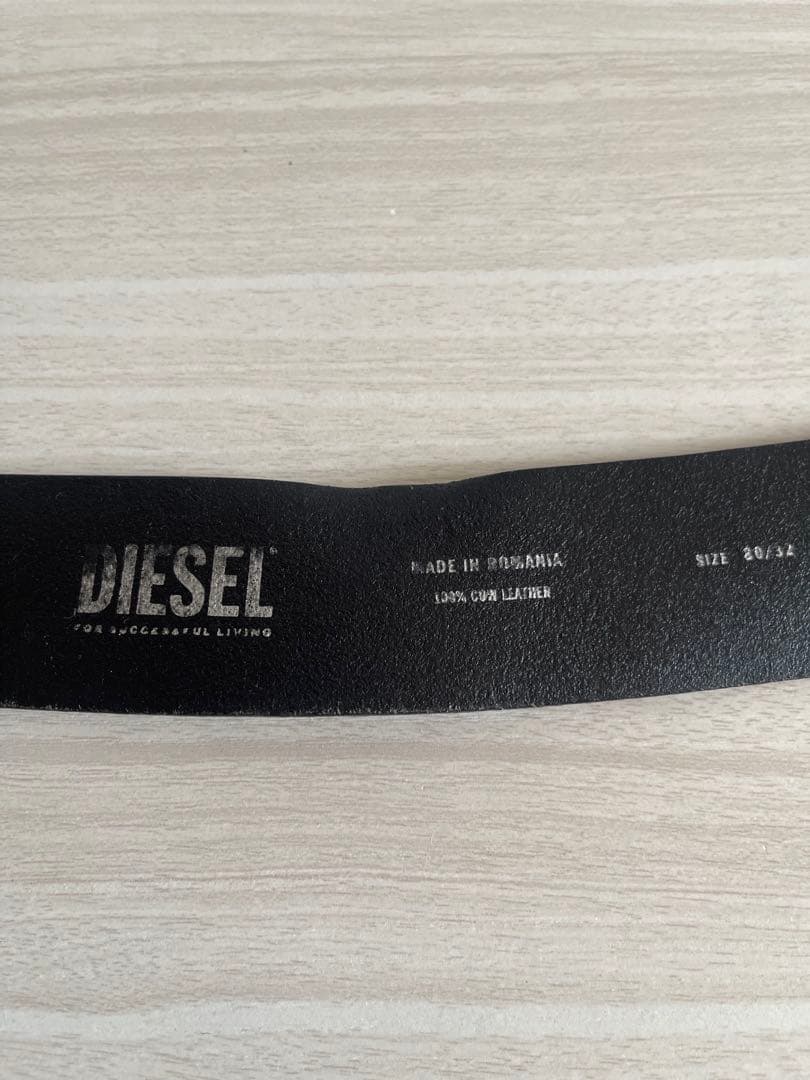 DIESEL
FOR SUCCESSFUL LIVING
MADE IN ROMANIA
100% COW LEATHER
SIZE 80/32